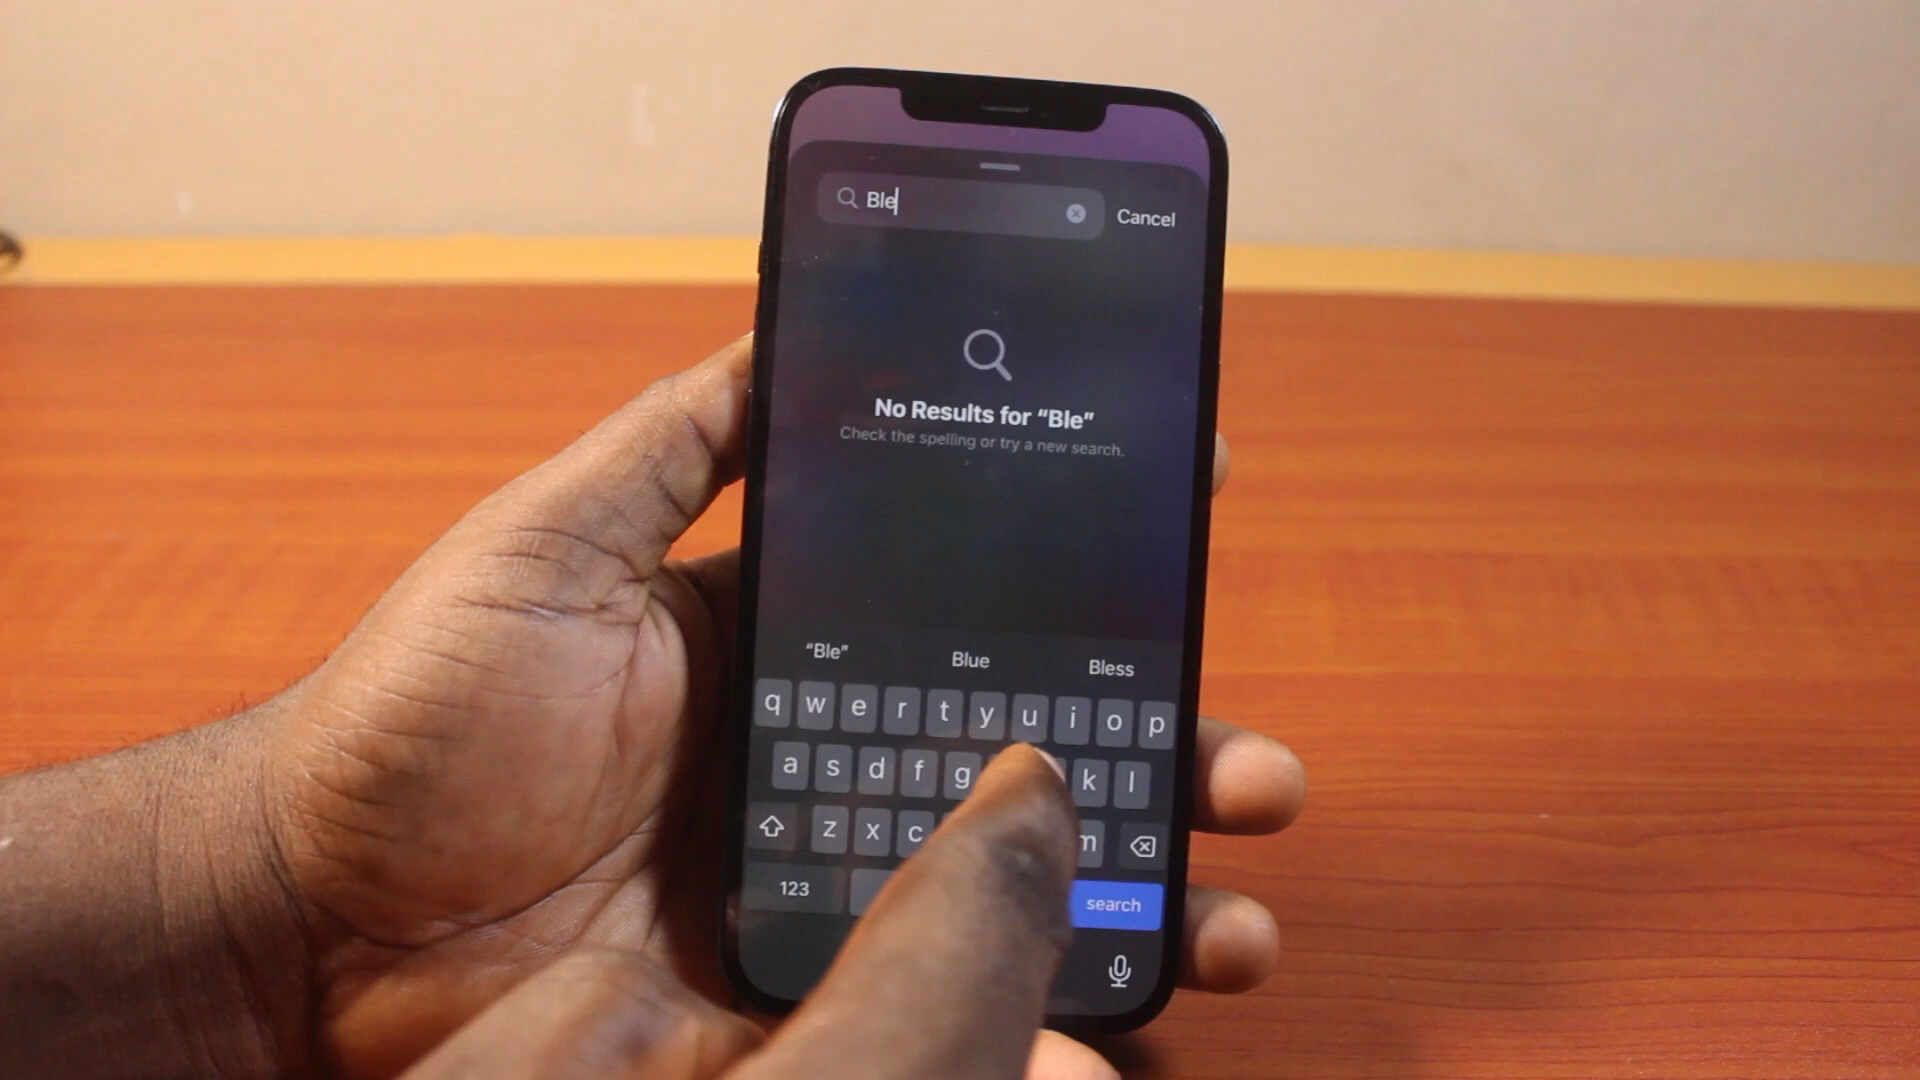 Ble
Cancel
No Results for “Ble”
Check the spelling or try a new search.
“Ble” Blue Bless
q w e r t y u i o p
a s d f g k l
z x c m
123 search